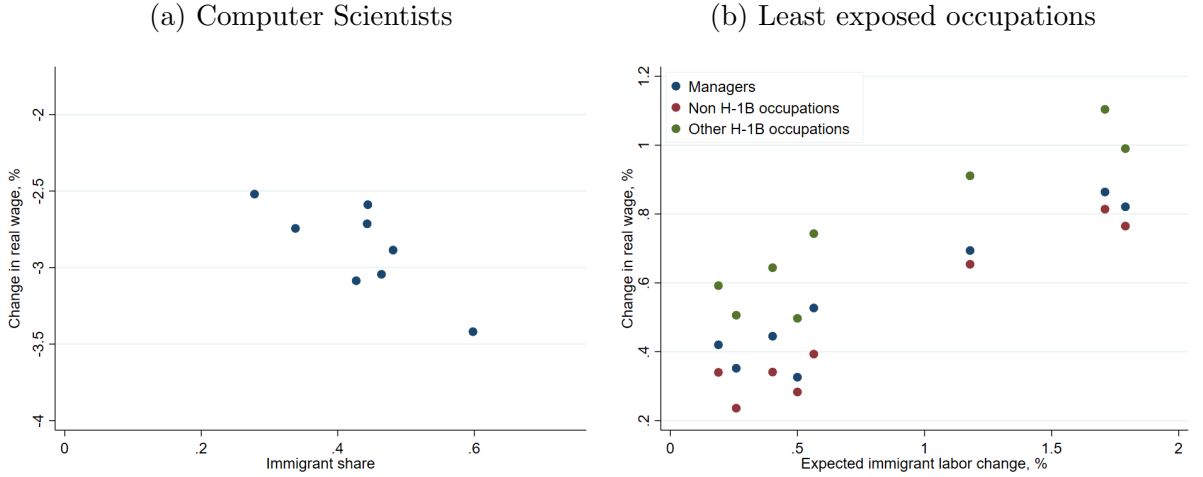 (a) Computer Scientists
Change in real wage, %
-2
-2.5
-3
-3.5
-4
0 .2 .4 .6
Immigrant share
(b) Least exposed occupations
Managers
Non H-1B occupations
Other H-1B occupations
Change in real wage, %
1.2
1
.8
.6
.4
.2
0 .5 1 1.5 2
Expected immigrant labor change, %